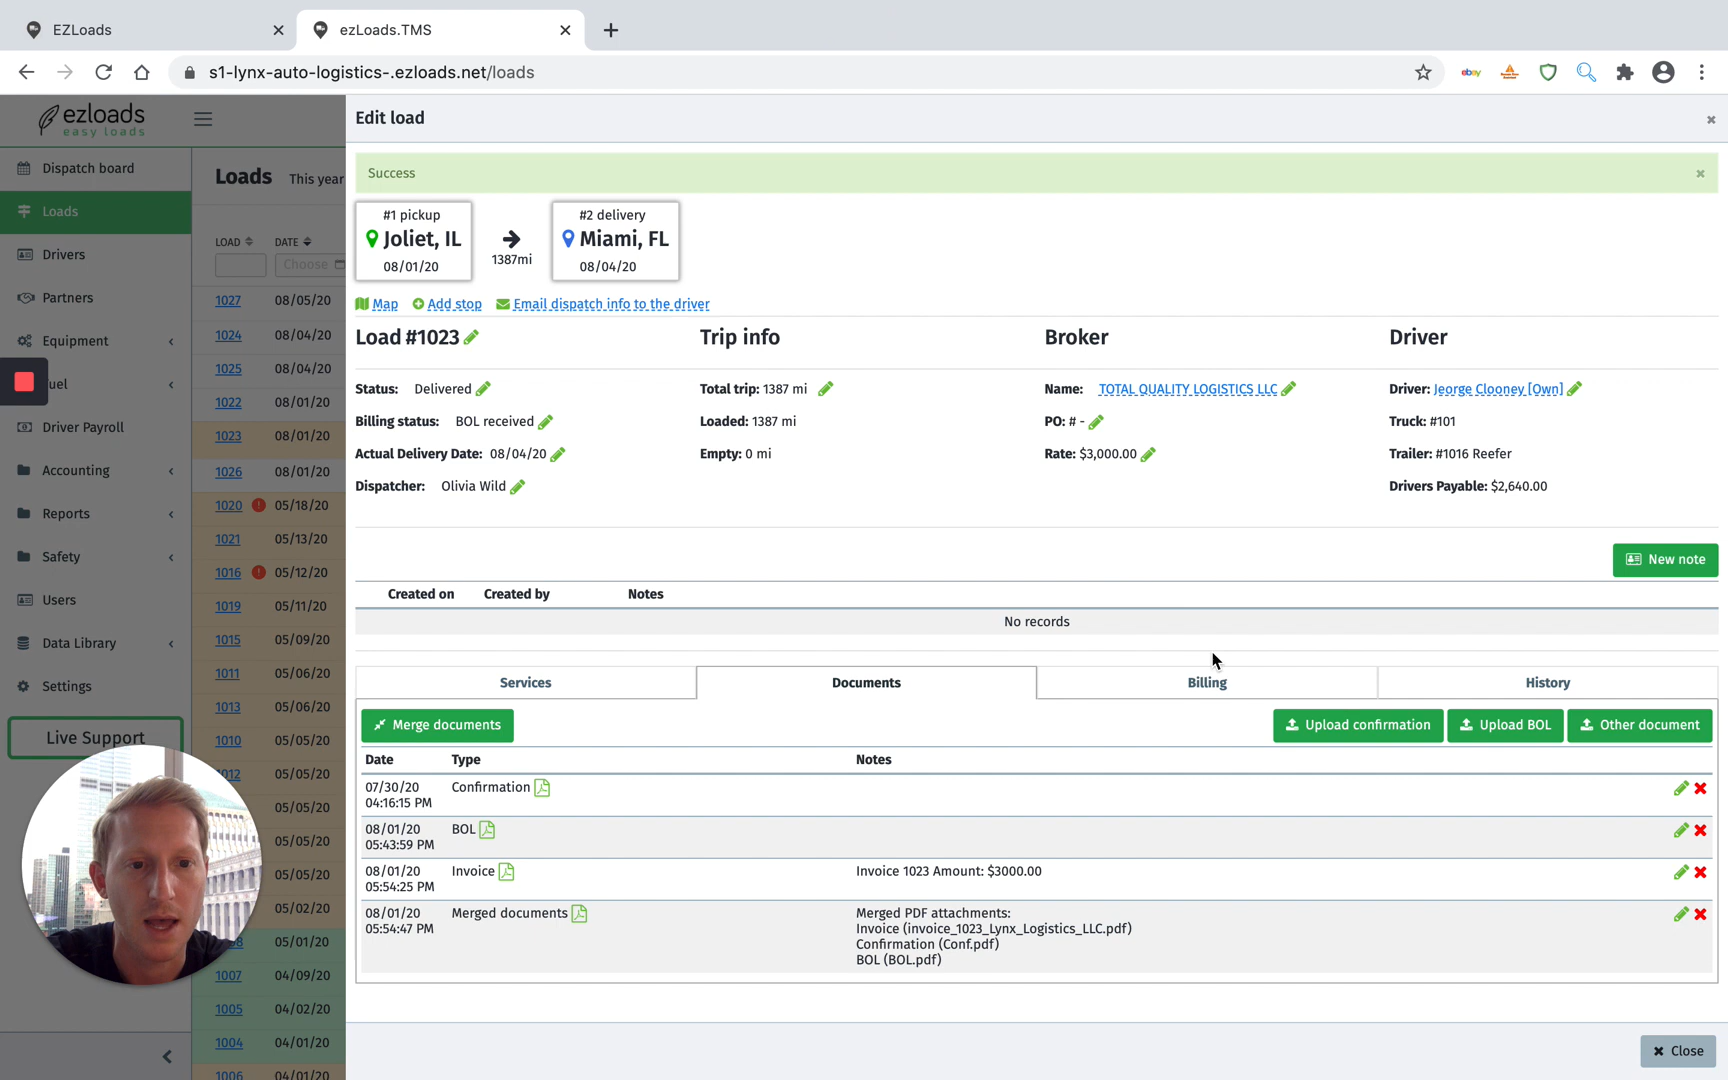 EZLoads
ezLoads.TMS
s1-lynx-auto-logistics-.ezloads.net/loads
ebay
ezloads
easy loads
Edit load
Dispatch board
Loads
Drivers
Partners
Equipment
uel
Driver Payroll
Accounting
Reports
Safety
Users
Data Library
Settings
Live Support
Loads This year
LOAD DATE
Choose
1027 08/05/20
1024 08/04/20
1025 08/04/20
1022 08/01/20
1023 08/01/20
1026 08/01/20
1020 05/18/20
1021 05/13/20
1016 05/12/20
1019 05/11/20
1015 05/09/20
1011 05/06/20
1013 05/06/20
1010 05/05/20
012 05/05/20
05/05/20
05/05/20
05/05/20
05/02/20
8 05/01/20
1007 04/09/20
1005 04/02/20
1004 04/01/20
1006 04/01/20
Success
#1 pickup
Joliet, IL
08/01/20
1387mi
#2 delivery
Miami, FL
08/04/20
Map Add stop Email dispatch info to the driver
Load #1023
Status: Delivered
Billing status: BOL received
Actual Delivery Date: 08/04/20
Dispatcher: Olivia Wild
Trip info
Total trip: 1387 mi
Loaded: 1387 mi
Empty: 0 mi
Broker
Name: TOTAL QUALITY LOGISTICS LLC
PO: # -
Rate: $3,000.00
Driver
Driver: Jeorge Clooney [Own]
Truck: #101
Trailer: #1016 Reefer
Drivers Payable: $2,640.00
New note
Created on Created by Notes
No records
Services Documents Billing History
Merge documents Upload confirmation Upload BOL Other document
Date Type Notes
07/30/20
04:16:15 PM
Confirmation
08/01/20
05:43:59 PM
BOL
08/01/20
05:54:25 PM
Invoice
Invoice 1023 Amount: $3000.00
08/01/20
05:54:47 PM
Merged documents
Merged PDF attachments:
Invoice (invoice_1023_Lynx_Logistics_LLC.pdf)
Confirmation (Conf.pdf)
BOL (BOL.pdf)
Close